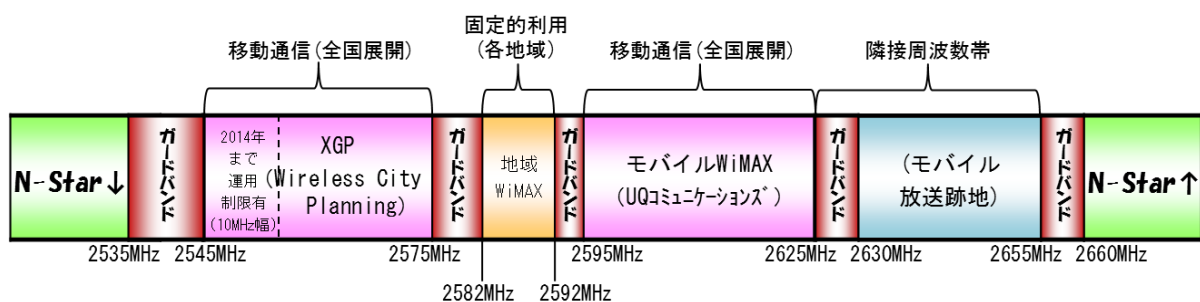 固定的利用
(各地域)
移動通信(全国展開)
移動通信(全国展開)
隣接周波数帯
N-Star↓
ガードバンド
2014年
まで
運用
制限有
(10MHz幅)
XGP
(Wireless City
Planning)
ガードバンド
地域
WiMAX
ガードバンド
モバイルWiMAX
(UQコミュニケーションズ)
ガードバンド
(モバイル
放送跡地)
ガードバンド
N-Star↑
2535MHz
2545MHz
2575MHz
2595MHz
2625MHz
2630MHz
2655MHz
2660MHz
2582MHz
2592MHz